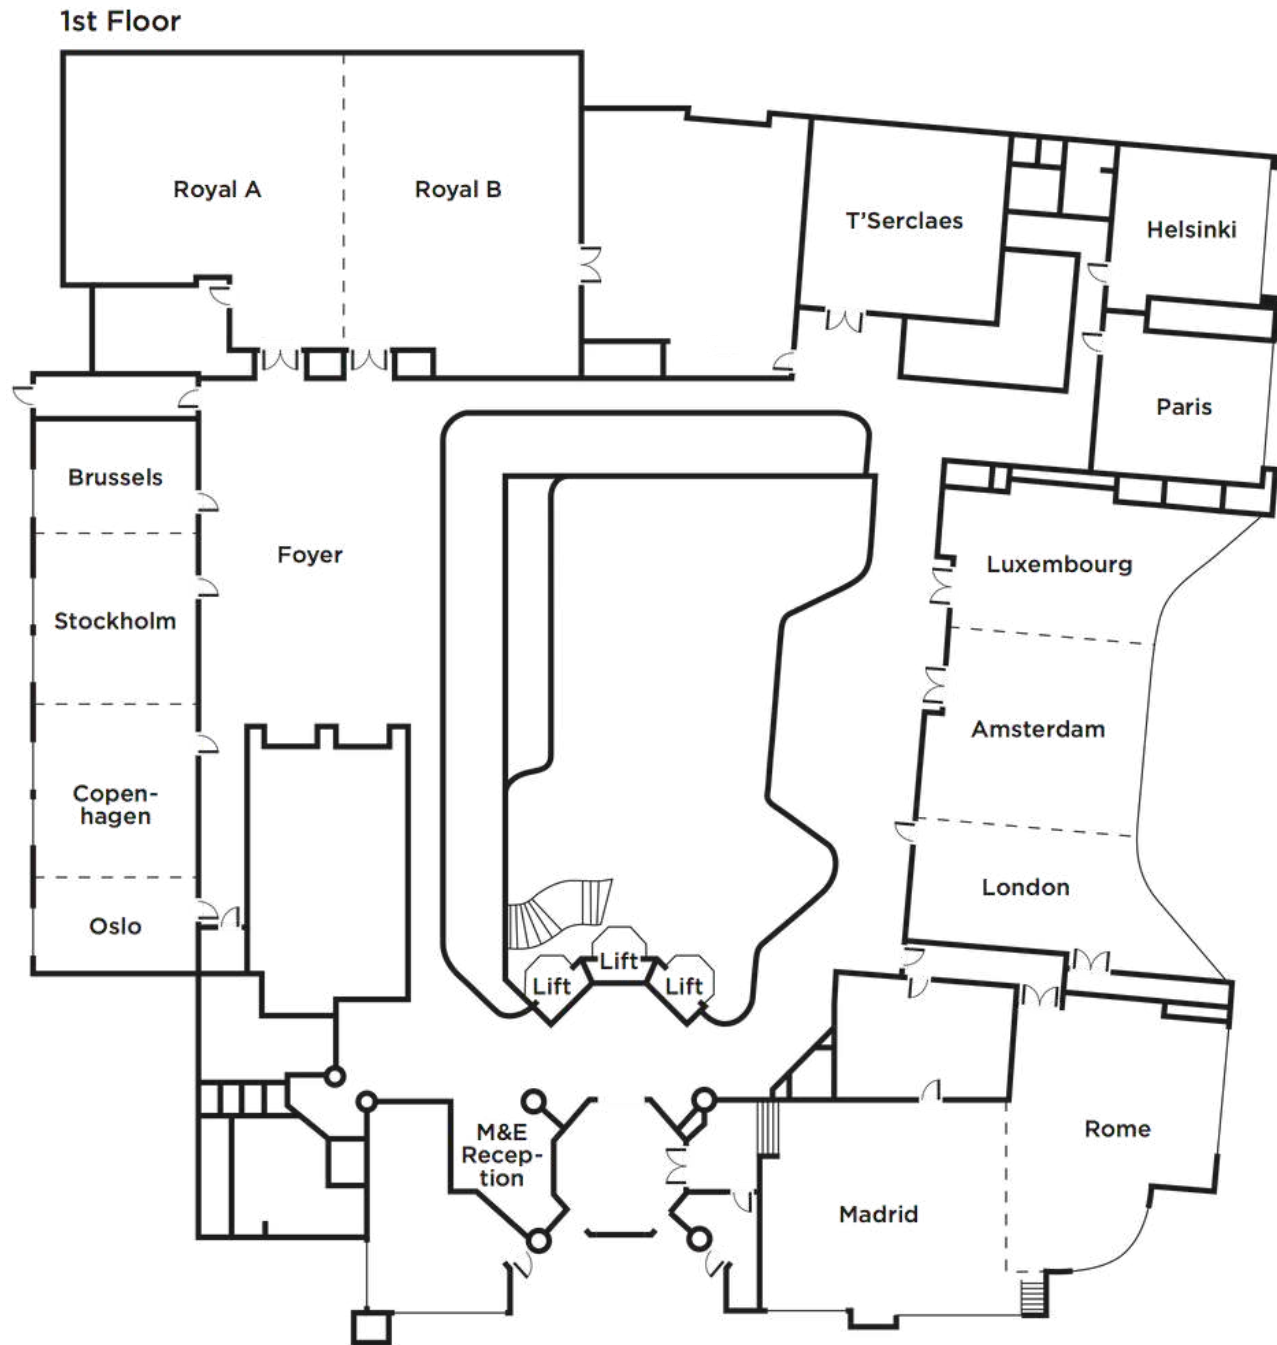 1st Floor
Royal A
Royal B
T'Serclaes
Helsinki
Paris
Brussels
Foyer
Luxembourg
Stockholm
Amsterdam
Copen-
hagen
London
Oslo
Lift
Lift
Lift
M&E
Recep-
tion
Rome
Madrid